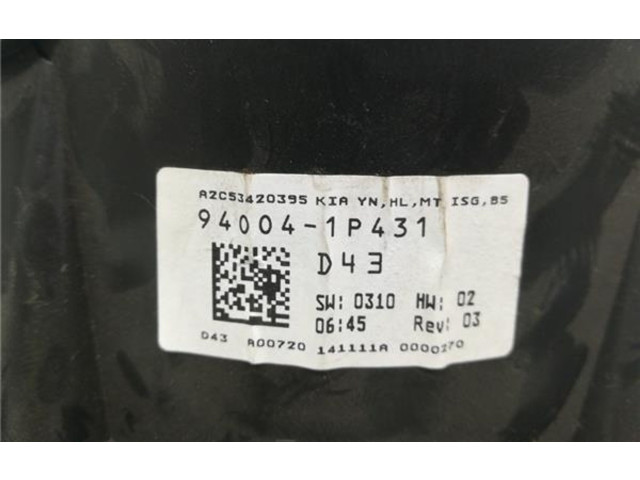 A2C53420395 KIA YN,HL,MT ISG,B5
94004-1P431
D43
SW: 0310 HW: 02
06:45 Rev: 03
D43 A00720 141111A 0000270